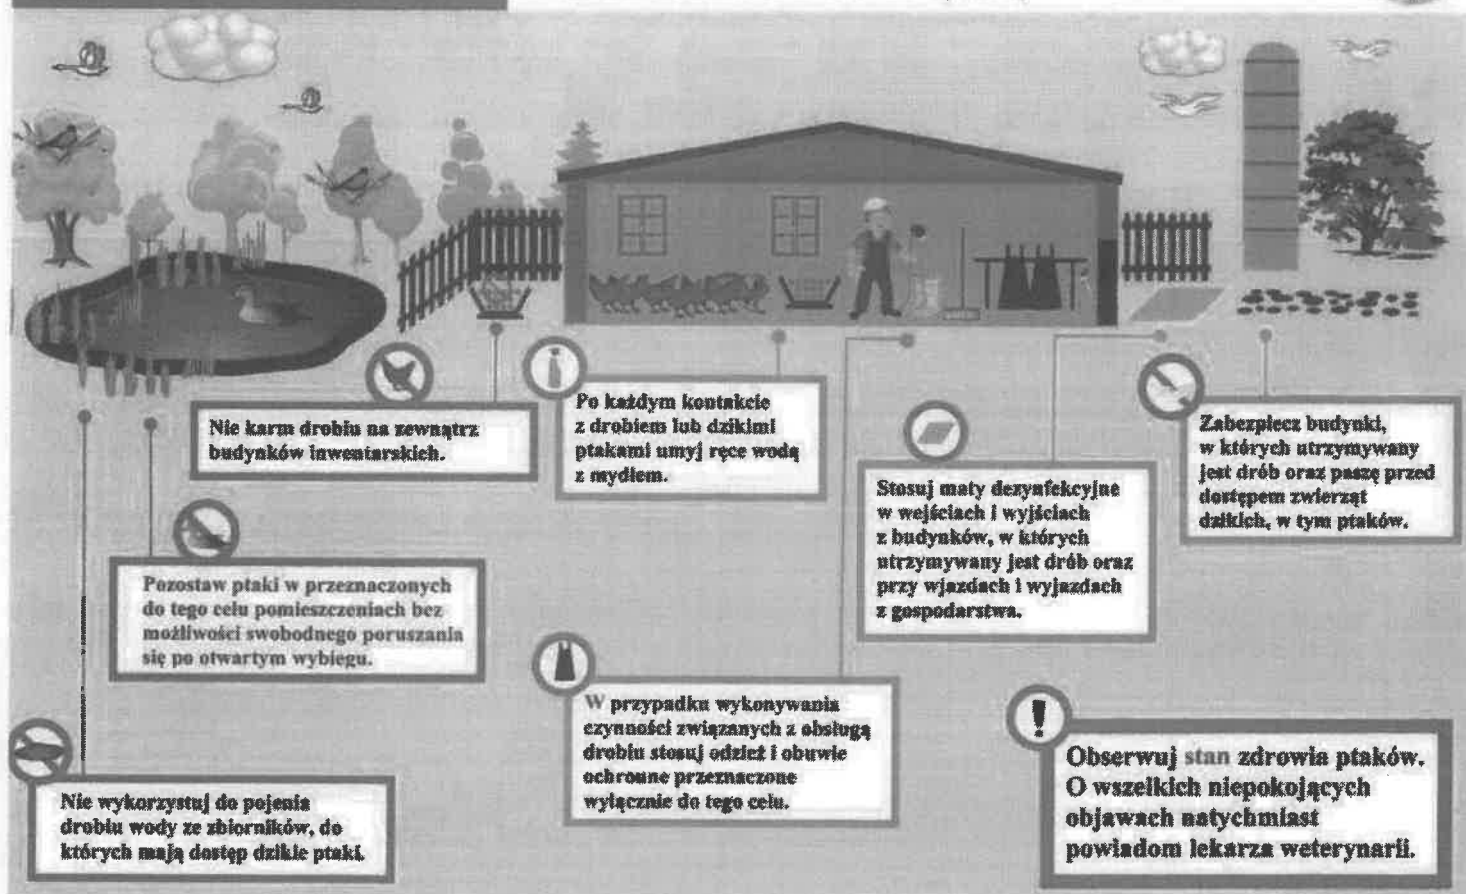 Nie karm drobiu na zewnątrz
budynków inwentarskich.
Po każdym kontakcie
z drobiem lub dzikimi
ptakami umyj ręce wodą
z mydłem.
Zabezpiecz budynki,
w których utrzymywany
jest drób oraz paszę przed
dostępem zwierząt
dzikich, w tym ptaków.
Stosuj maty dezynfekcyjne
w wejściach i wyjściach
z budynków, w których
utrzymywany jest drób oraz
przy wjazdach i wyjazdach
z gospodarstwa.
Pozostaw ptaki w przeznaczonych
do tego celu pomieszczeniach bez
możliwości swobodnego poruszania
się po otwartym wybiegu.
W przypadku wykonywania
czynności związanych z obsługą
drobiu stosuj odzież i obuwie
ochronne przeznaczone
wyłącznie do tego celu.
Nie wykorzystuj do pojenia
drobiu wody ze zbiorników, do
których mają dostęp dzikie ptaki.
!
Obserwuj stan zdrowia ptaków.
O wszelkich niepokojących
objawach natychmiast
powiadom lekarza weterynarii.